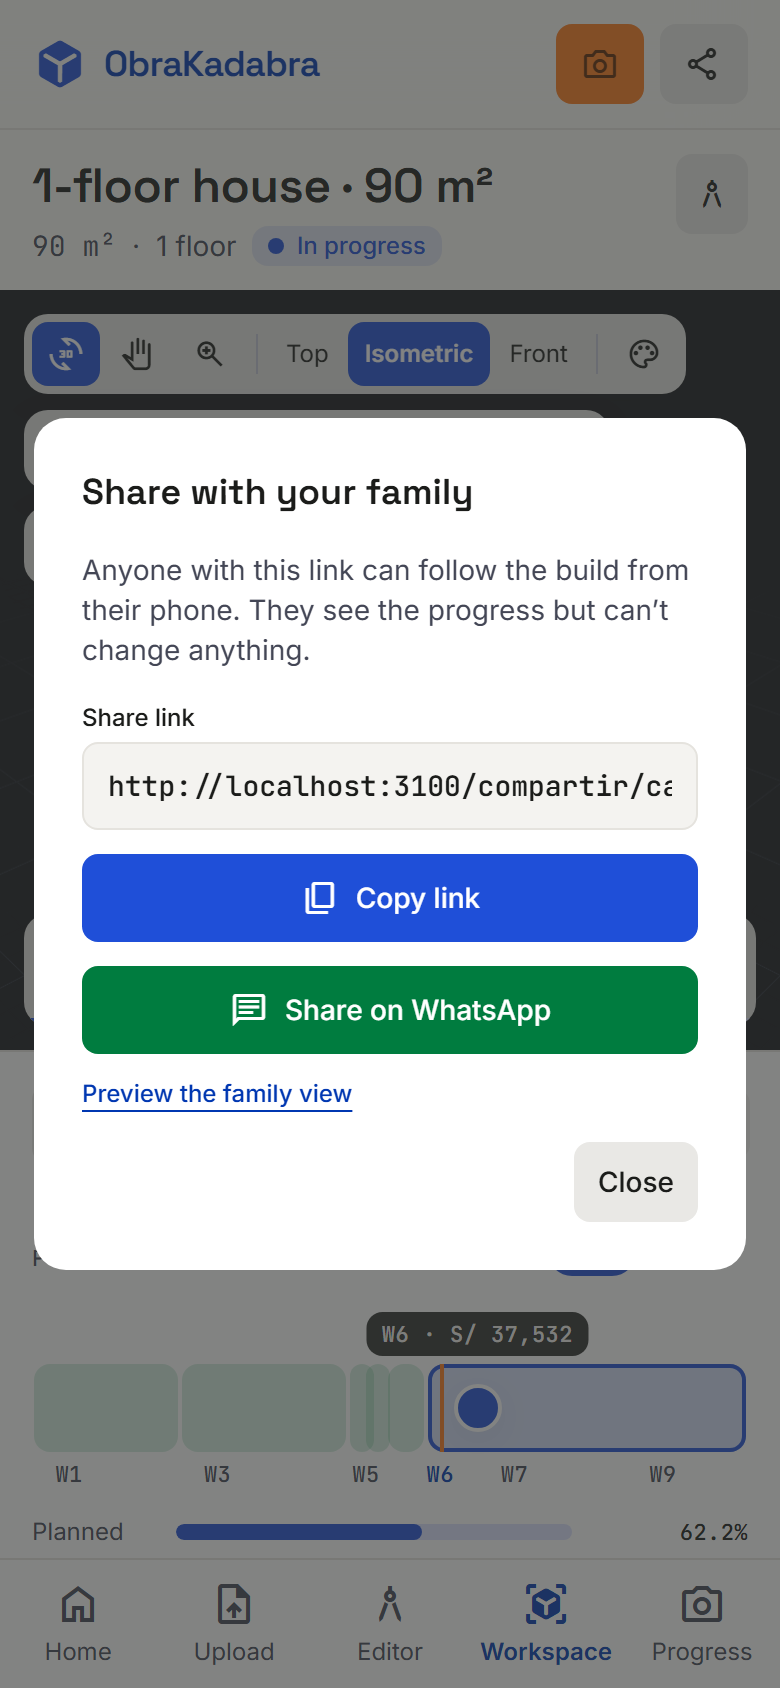 ObraKadabra
1-floor house · 90 m²
90 m² · 1 floor
In progress
3D
Top
Isometric
Front
Share with your family
Anyone with this link can follow the build from
their phone. They see the progress but can’t
change anything.
Share link
http://localhost:3100/compartir/ca
Copy link
Share on WhatsApp
Preview the family view
Close
W6 · S/ 37,532
W1
W3
W5
W6
W7
W9
Planned
62.2%
Home
Upload
Editor
Workspace
Progress